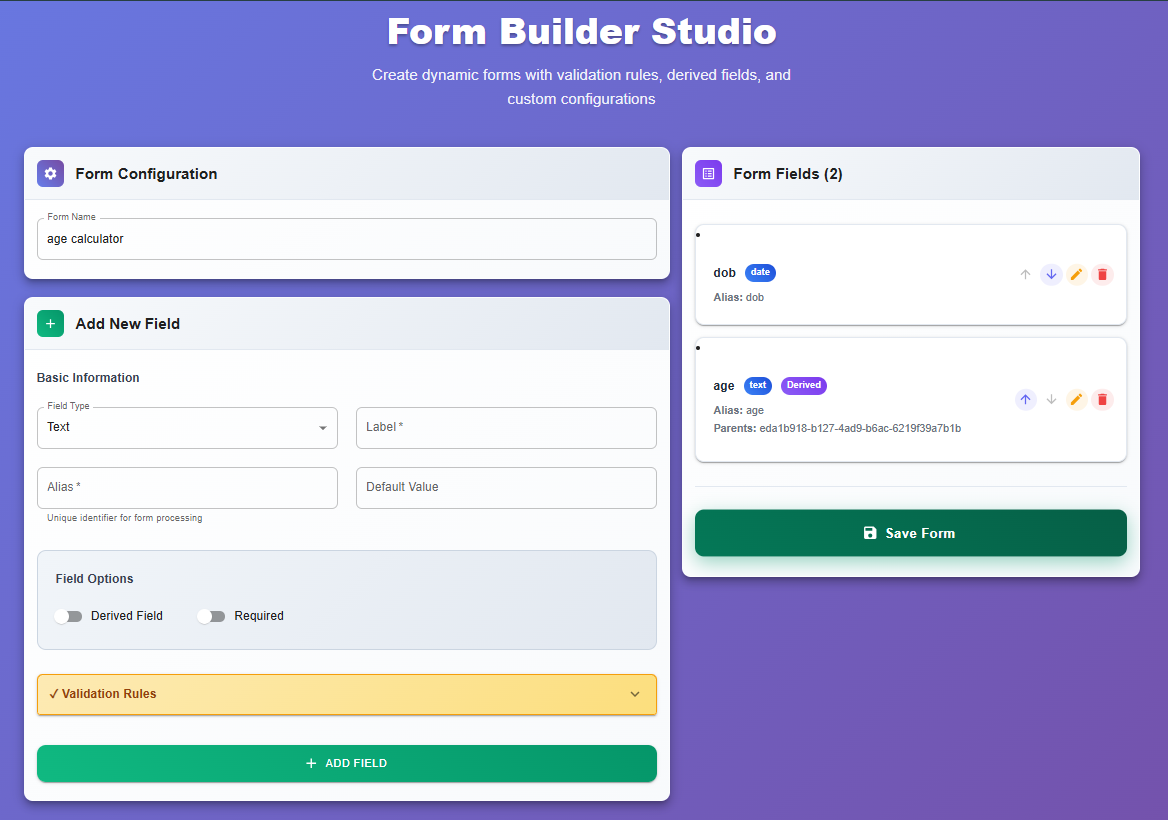 Form Builder Studio
Create dynamic forms with validation rules, derived fields, and
custom configurations
Form Configuration
Form Name
age calculator
Add New Field
Basic Information
Field Type
Text
Label *
Alias *
Default Value
Unique identifier for form processing
Field Options
Derived Field
Required
✓ Validation Rules
+ ADD FIELD
Form Fields (2)
dob date
Alias: dob
age text Derived
Alias: age
Parents: eda1b918-b127-4ad9-b6ac-6219f39a7b1b
Save Form